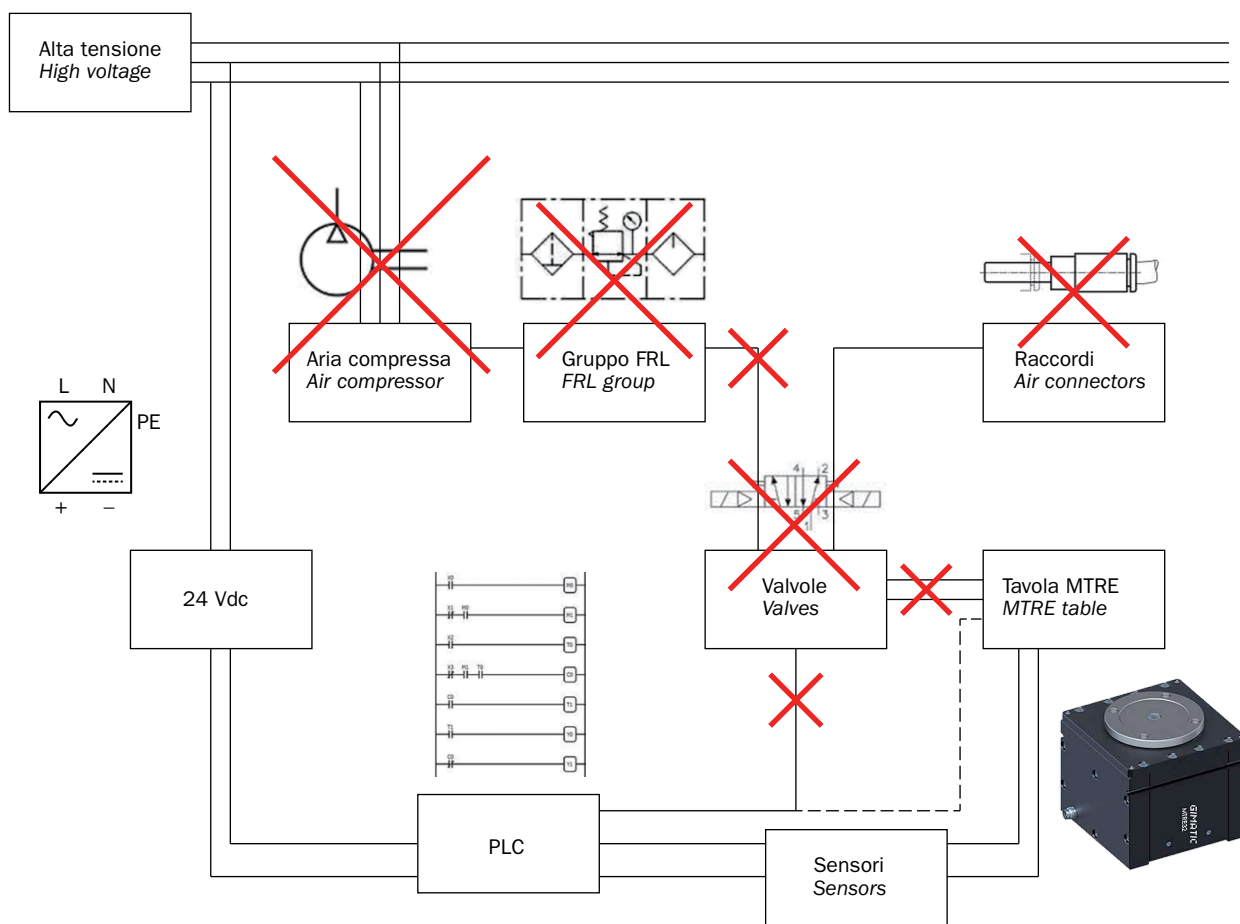 Alta tensione
High voltage
Aria compressa
Air compressor
Gruppo FRL
FRL group
Raccordi
Air connectors
L N
PE
+ −
4 2
5 3
1
24 Vdc
Valvole
Valves
Tavola MTRE
MTRE table
PLC
Sensori
Sensors
GIMATIC